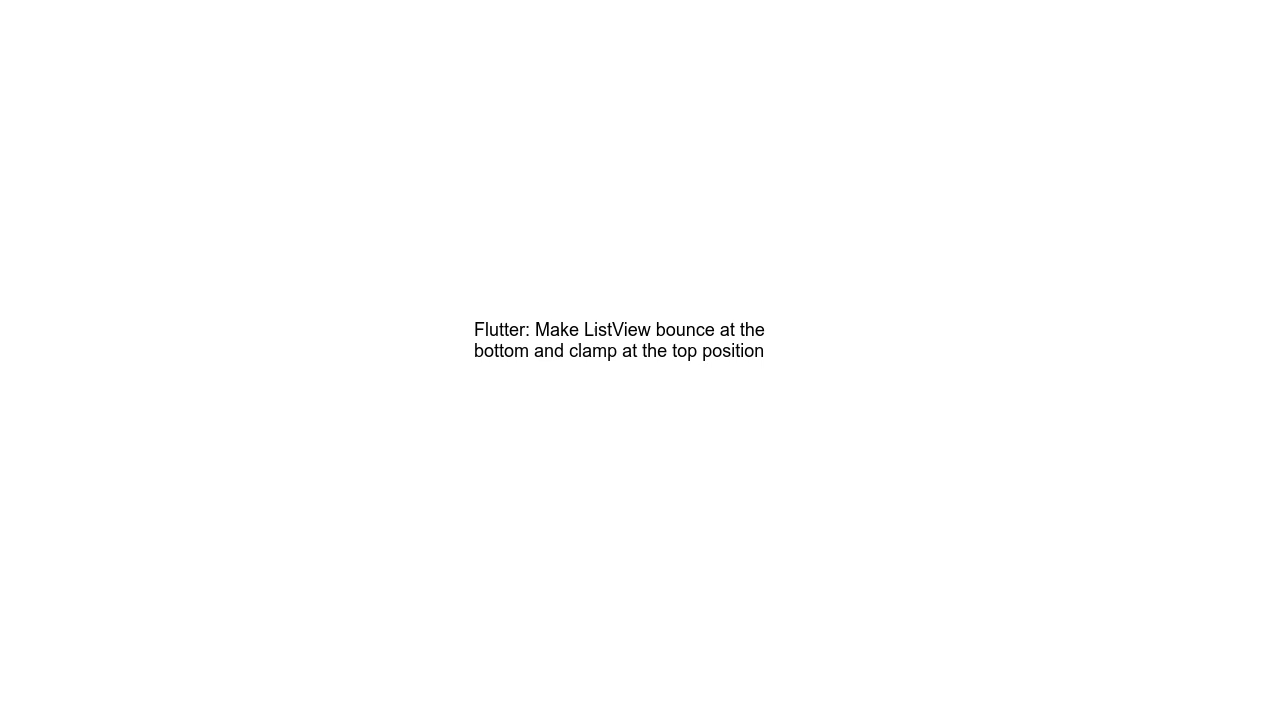 Flutter: Make ListView bounce at the
bottom and clamp at the top position